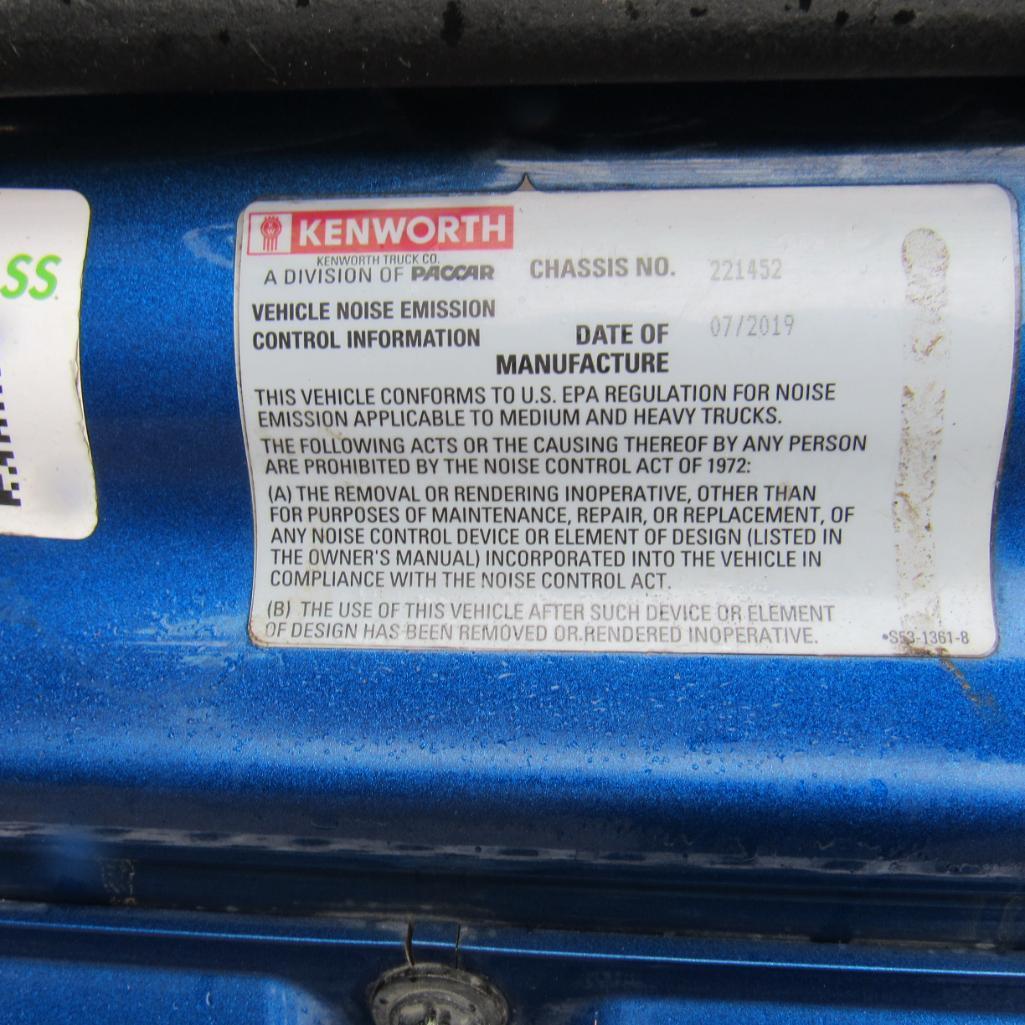 SS
KENWORTH
KENWORTH TRUCK CO.
A DIVISION OF PACCAR
CHASSIS NO. 221452
VEHICLE NOISE EMISSION
CONTROL INFORMATION
DATE OF
MANUFACTURE
07/2019
THIS VEHICLE CONFORMS TO U.S. EPA REGULATION FOR NOISE
EMISSION APPLICABLE TO MEDIUM AND HEAVY TRUCKS.
THE FOLLOWING ACTS OR THE CAUSING THEREOF BY ANY PERSON
ARE PROHIBITED BY THE NOISE CONTROL ACT OF 1972:
(A) THE REMOVAL OR RENDERING INOPERATIVE, OTHER THAN
FOR PURPOSES OF MAINTENANCE, REPAIR, OR REPLACEMENT, OF
ANY NOISE CONTROL DEVICE OR ELEMENT OF DESIGN (LISTED IN
THE OWNER'S MANUAL) INCORPORATED INTO THE VEHICLE IN
COMPLIANCE WITH THE NOISE CONTROL ACT.
(B) THE USE OF THIS VEHICLE AFTER SUCH DEVICE OR ELEMENT
OF DESIGN HAS BEEN REMOVED OR RENDERED INOPERATIVE.
•S53-1361-8